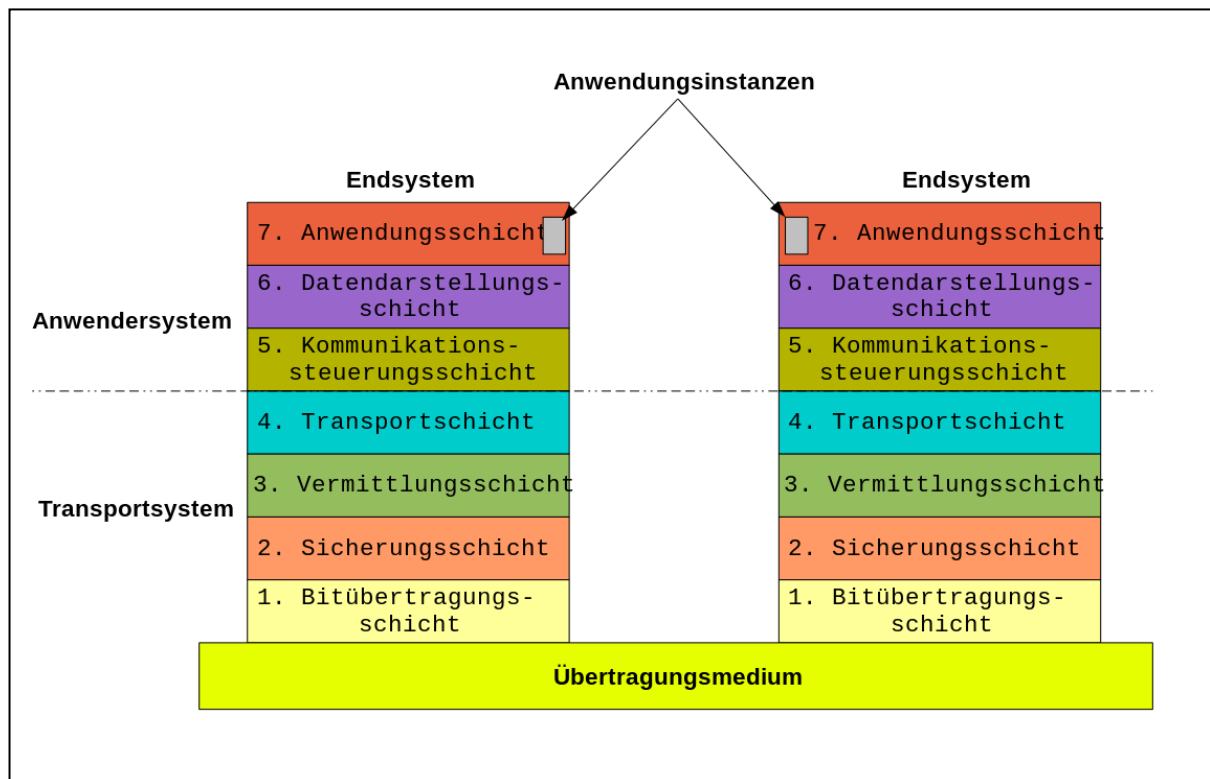 Anwendungsinstanzen
Endsystem
Endsystem
7. Anwendungsschicht
7. Anwendungsschicht
6. Datendarstellungs-
schicht
6. Datendarstellungs-
schicht
Anwendersystem
5. Kommunikations-
steuerungsschicht
5. Kommunikations-
steuerungsschicht
4. Transportschicht
4. Transportschicht
3. Vermittlungsschicht
3. Vermittlungsschicht
Transportsystem
2. Sicherungsschicht
2. Sicherungsschicht
1. Bitübertragungs-
schicht
1. Bitübertragungs-
schicht
Übertragungsmedium